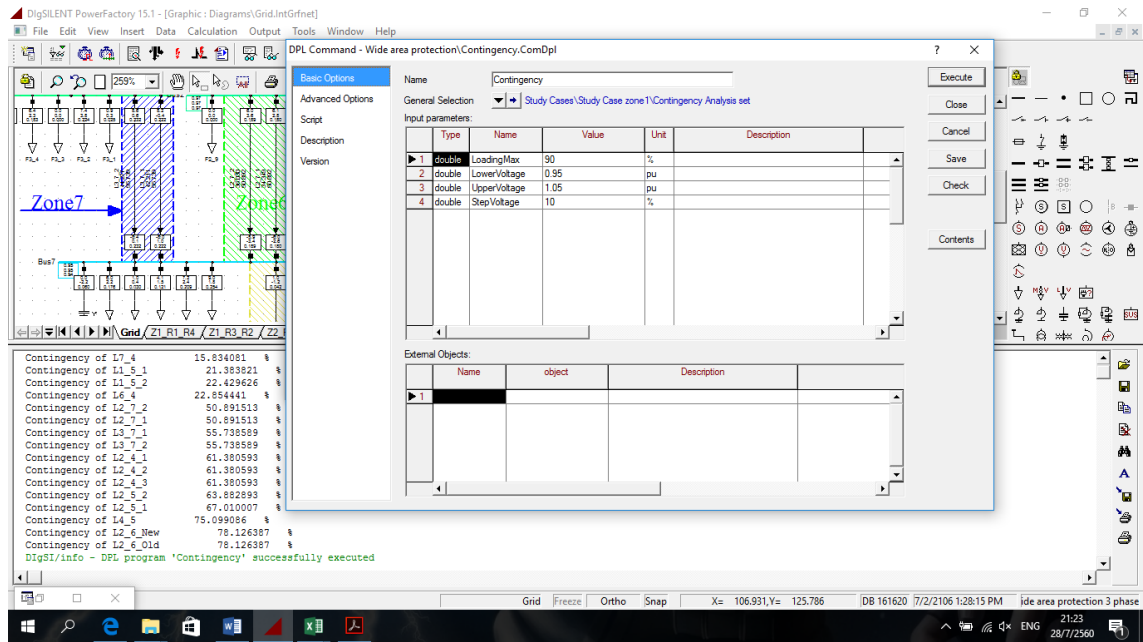 DIgSILENT PowerFactory 15.1 - [Graphic : Diagrams\Grid.IntGrfnet]
File Edit View Insert Data Calculation Output Tools Window Help
259%
F3_4 F3_3 F3_2 F3_1 F2_9
Zone7
Zone6
Bus7
Grid Z1_R1_R4 Z1_R3_R2
DPL Command - Wide area protection\Contingency.ComDpl ? X
Basic Options
Advanced Options
Script
Description
Version
Name Contingency
General Selection Study Cases\Study Case zone1\Contingency Analysis set
Input parameters:
Type Name Value Unit Description
1 double LoadingMax 90 %
2 double LowerVoltage 0.95 pu
3 double UpperVoltage 1.05 pu
4 double StepVoltage 10 %
External Objects:
Name object Description
1
Execute
Close
Cancel
Save
Check
Contents
Contingency of L7_4 15.834081 %
Contingency of L1_5_1 21.383821 %
Contingency of L1_5_2 22.429626 %
Contingency of L6_4 22.854441 %
Contingency of L2_7_2 50.891513 %
Contingency of L2_7_1 50.891513 %
Contingency of L3_7_1 55.738589 %
Contingency of L3_7_2 55.738589 %
Contingency of L2_4_1 61.380593 %
Contingency of L2_4_2 61.380593 %
Contingency of L2_4_3 61.380593 %
Contingency of L2_5_2 63.882893 %
Contingency of L2_5_1 67.010007 %
Contingency of L4_5 75.099086 %
Contingency of L2_6_New 78.126387 %
Contingency of L2_6_Old 78.126387 %
DIgSI/info - DPL program 'Contingency' successfully executed
Grid Freeze Ortho Snap X= 106.931,Y= 125.786 DB 161620 7/2/2106 1:28:15 PM ide area protection 3 phase
ENG
21:23
28/7/2560